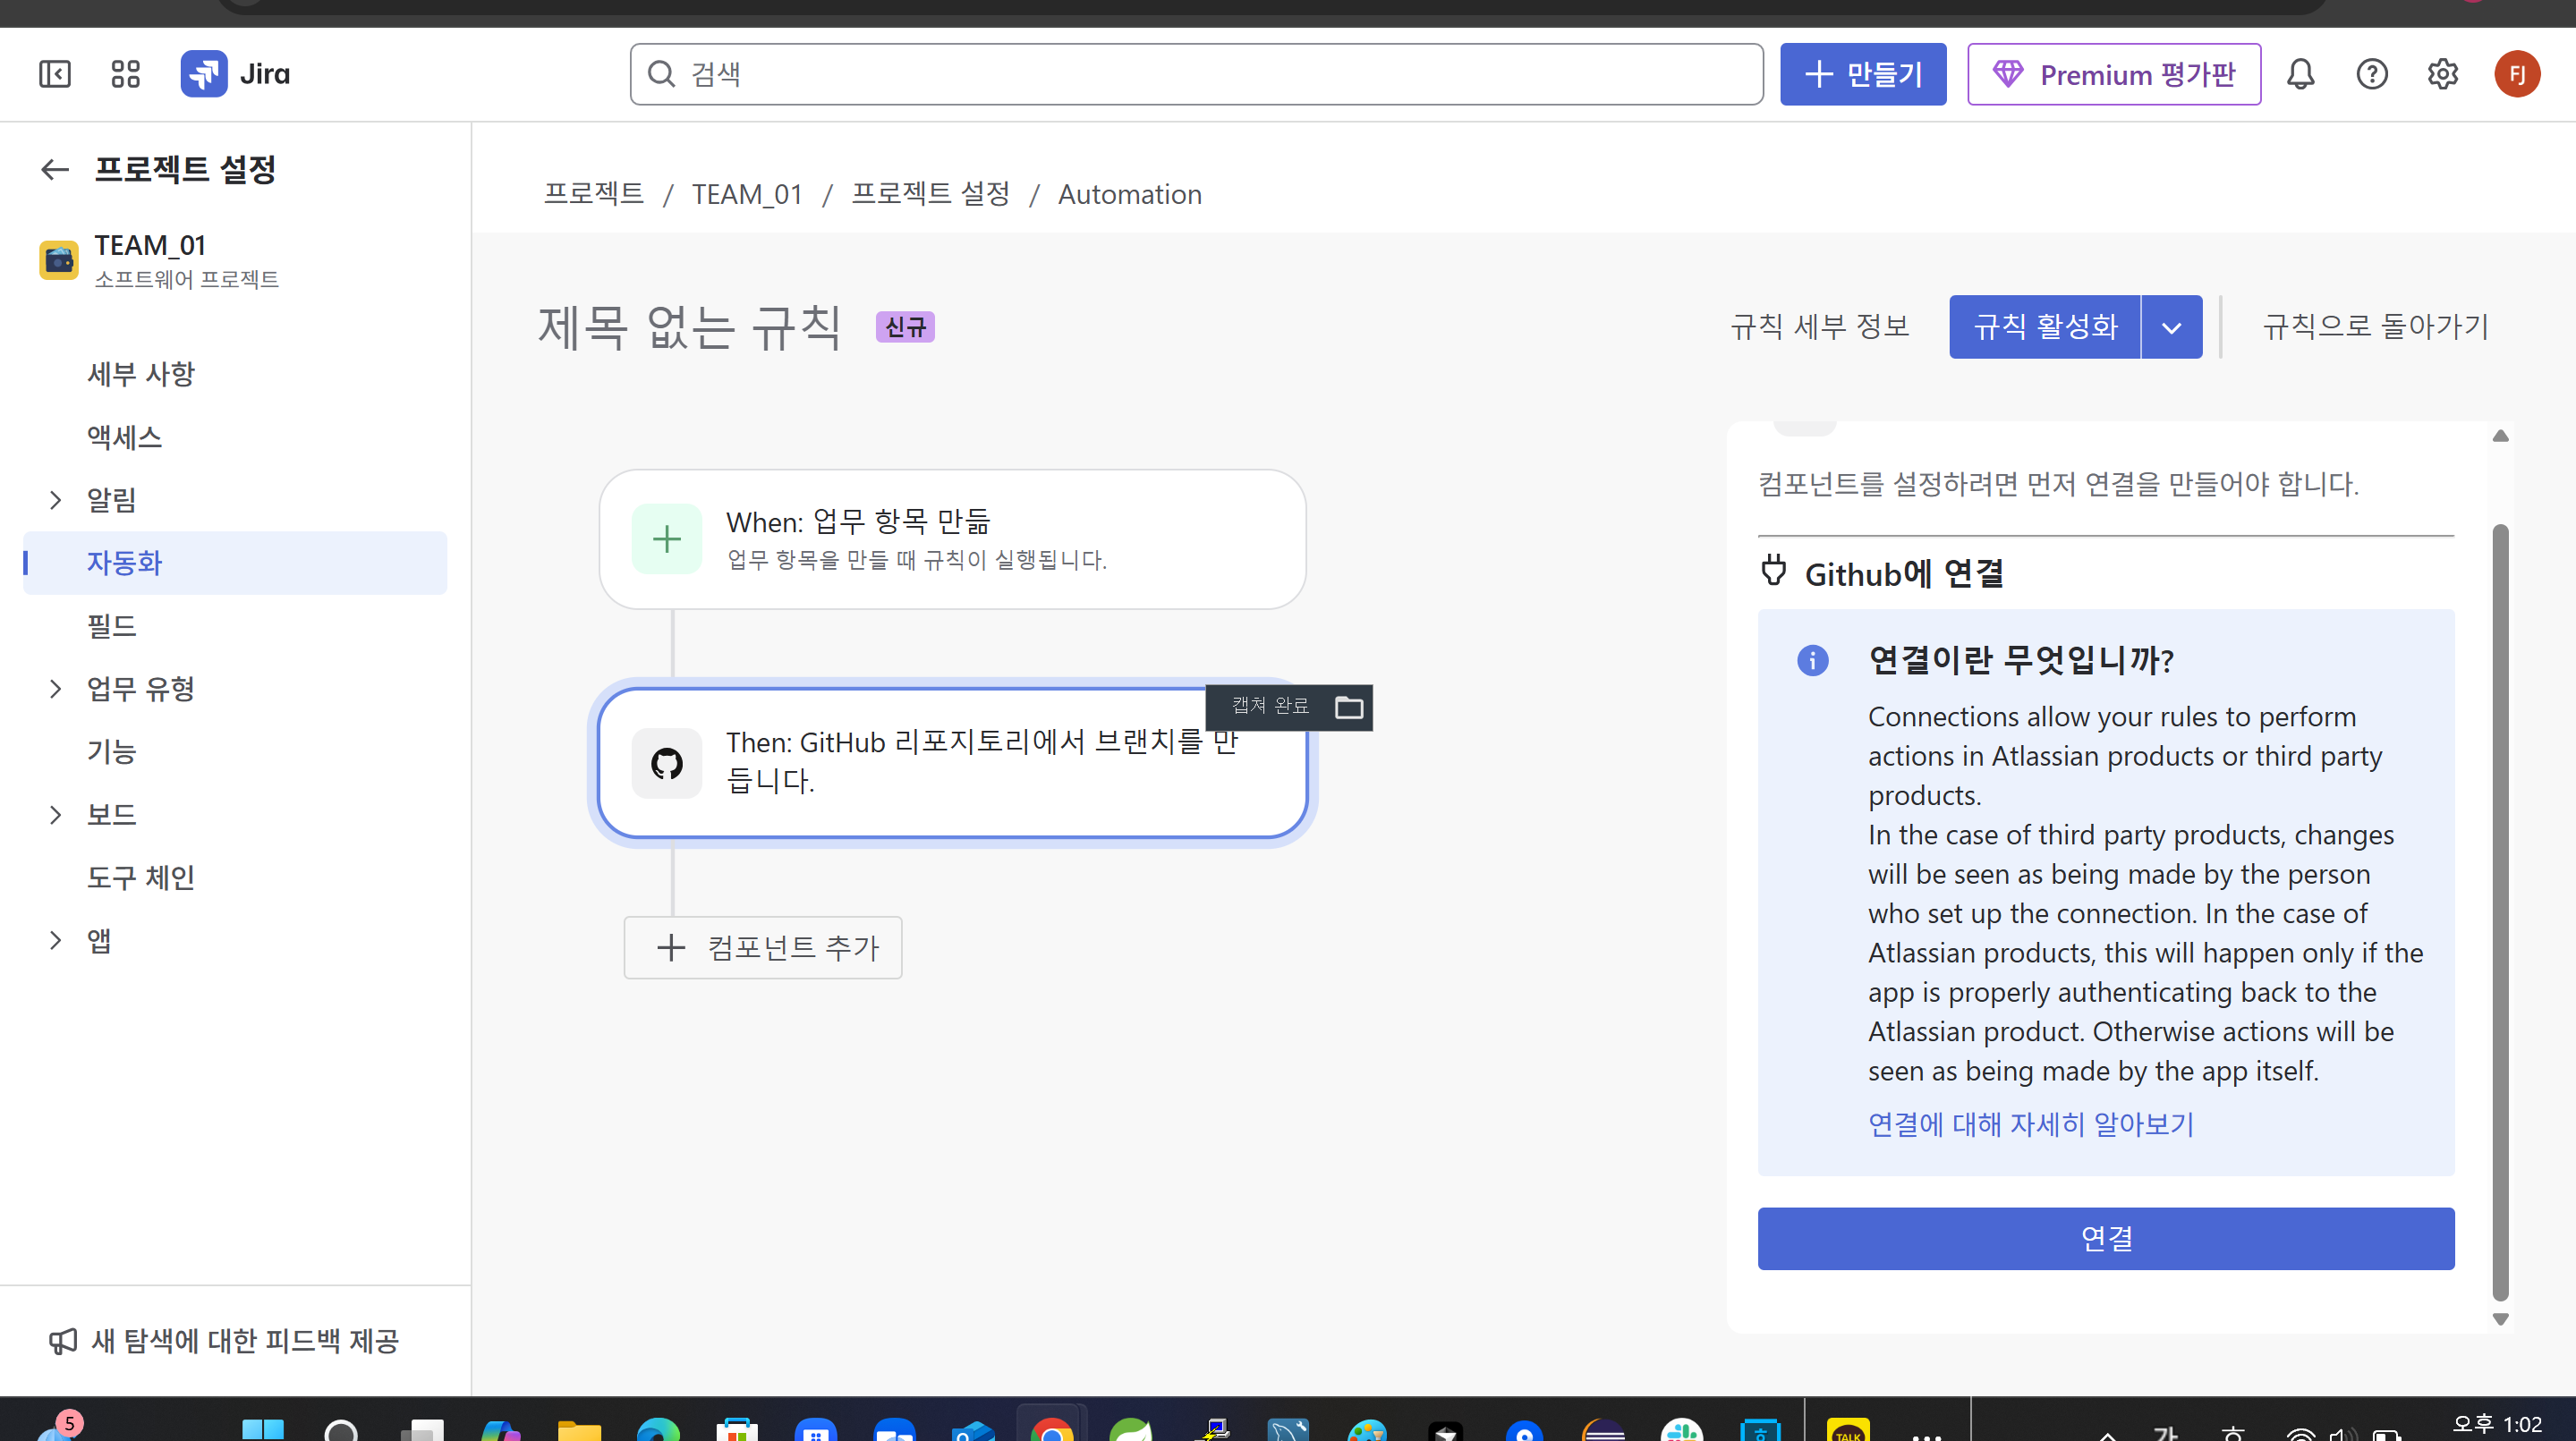 Jira
검색
만들기
Premium 평가판
FJ
프로젝트 설정
TEAM_01
소프트웨어 프로젝트
세부 사항
액세스
알림
자동화
필드
업무 유형
기능
보드
도구 체인
앱
새 탐색에 대한 피드백 제공
프로젝트 / TEAM_01 / 프로젝트 설정 / Automation
제목 없는 규칙
신규
규칙 세부 정보
규칙 활성화
규칙으로 돌아가기
When: 업무 항목 만듦
업무 항목을 만들 때 규칙이 실행됩니다.
캡쳐 완료
Then: GitHub 리포지토리에서 브랜치를 만
듭니다.
컴포넌트 추가
컴포넌트를 설정하려면 먼저 연결을 만들어야 합니다.
Github에 연결
연결이란 무엇입니까?
Connections allow your rules to perform
actions in Atlassian products or third party
products.
In the case of third party products, changes
will be seen as being made by the person
who set up the connection. In the case of
Atlassian products, this will happen only if the
app is properly authenticating back to the
Atlassian product. Otherwise actions will be
seen as being made by the app itself.
연결에 대해 자세히 알아보기
연결
5
TALK
오후 1:02